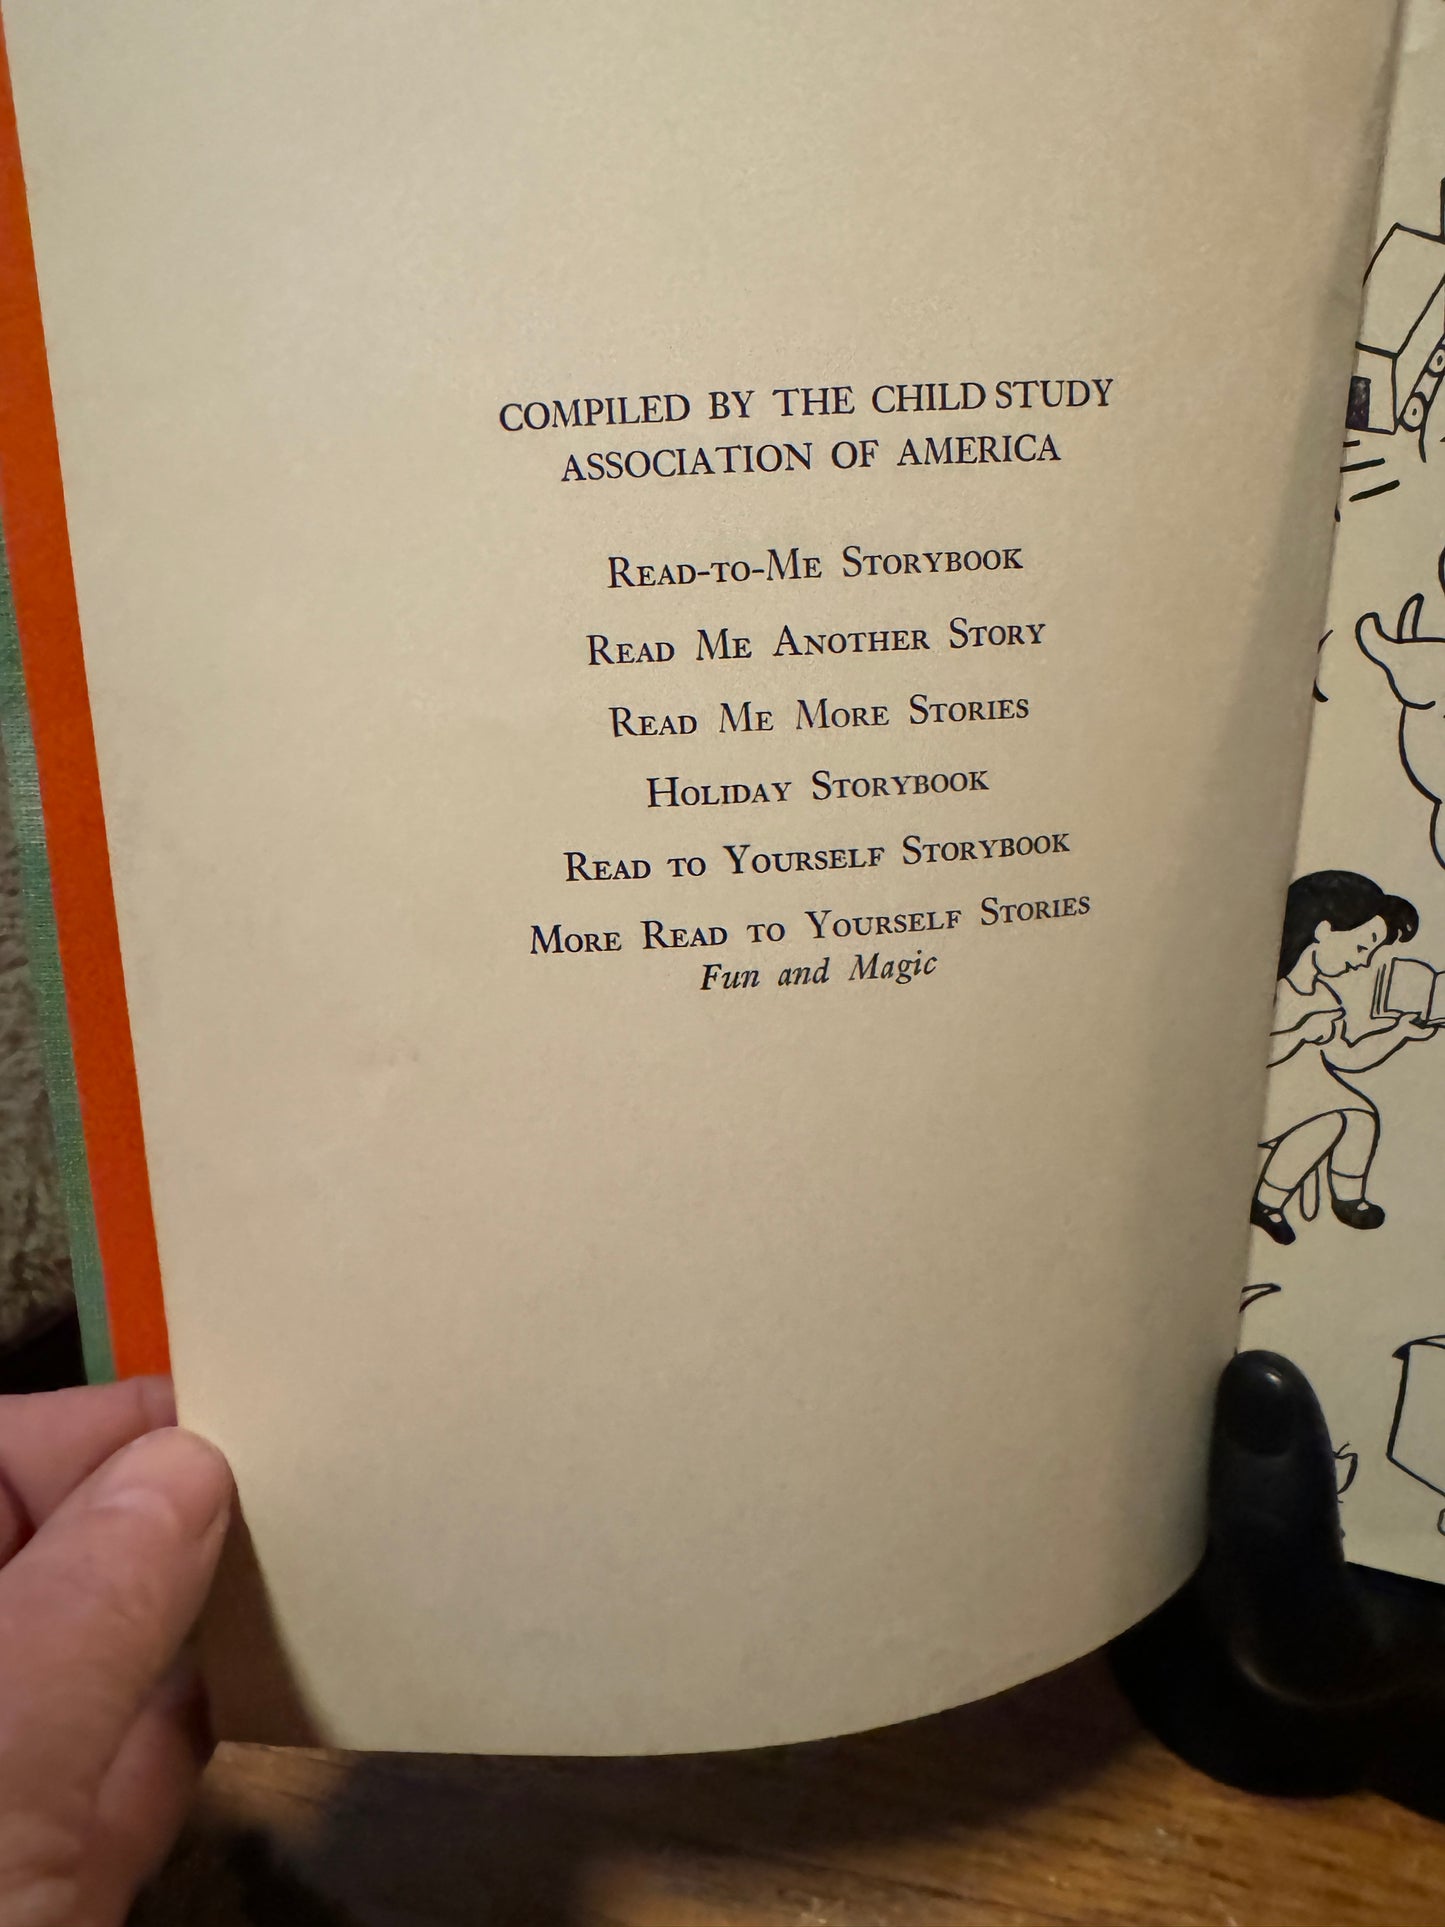 COMPILED BY THE CHILD STUDY
ASSOCIATION OF AMERICA
READ-TO-ME STORYBOOK
READ ME ANOTHER STORY
READ ME MORE STORIES
HOLIDAY STORYBOOK
READ TO YOURSELF STORYBOOK
MORE READ TO YOURSELF STORIES
Fun and Magic